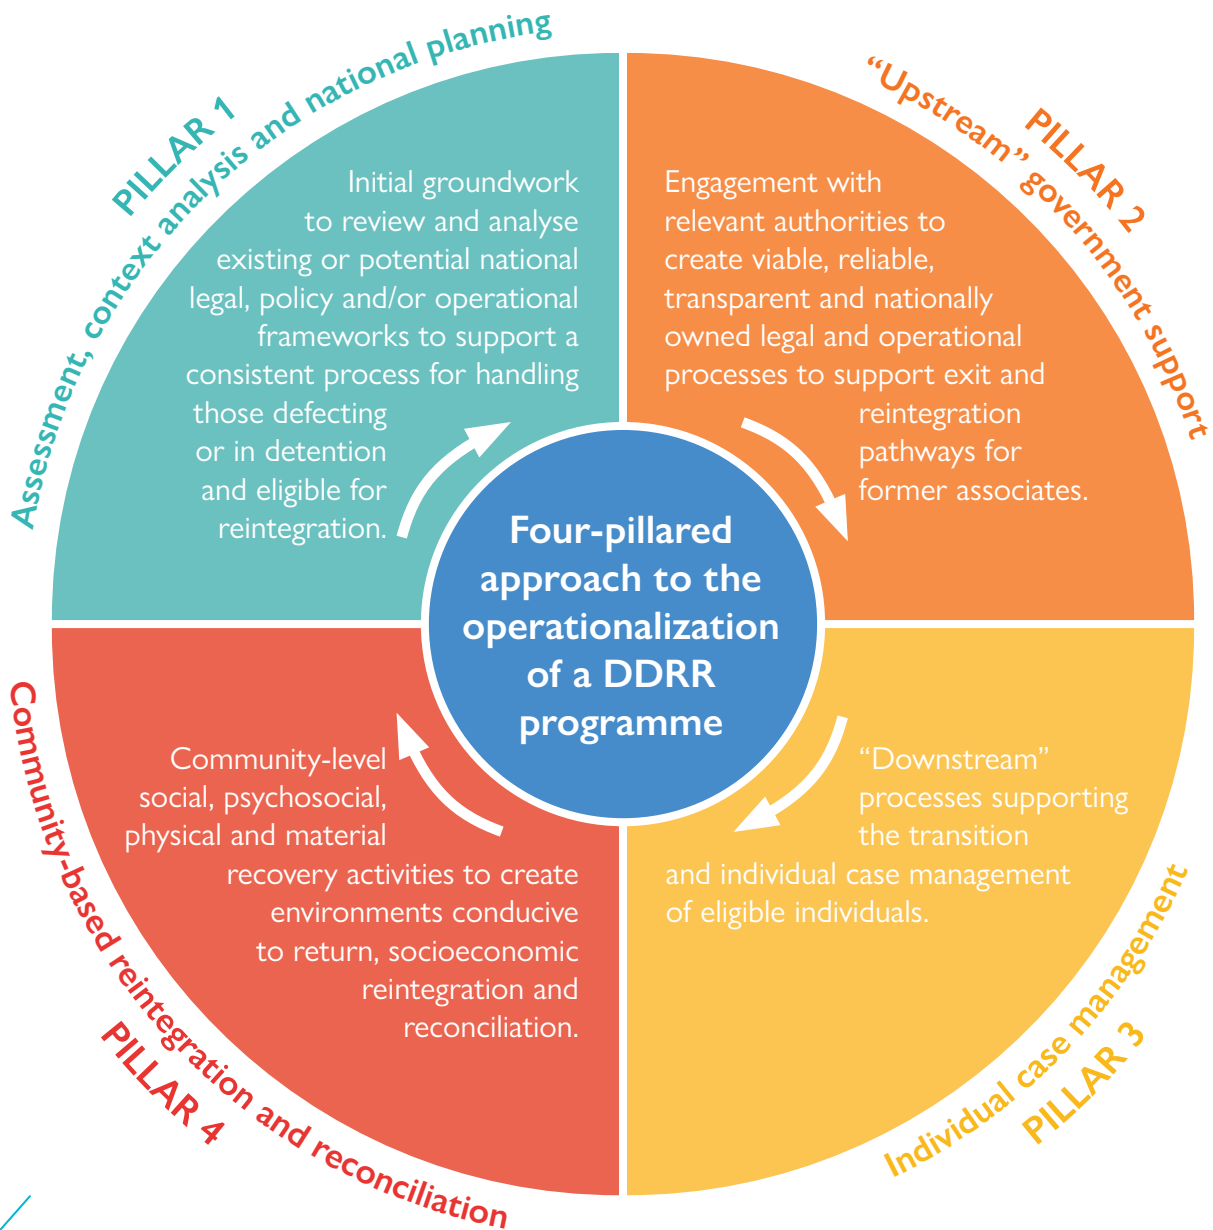 PILLAR 1
Assessment, context analysis and national planning
Initial groundwork
to review and analyse
existing or potential national
legal, policy and/or operational
frameworks to support a
consistent process for handling
those defecting
or in detention
and eligible for
reintegration.
PILLAR 2
“Upstream” government support
Engagement with
relevant authorities to
create viable, reliable,
transparent and nationally
owned legal and operational
processes to support exit and
reintegration
pathways for
former associates.
Four-pillared
approach to the
operationalization
of a DDRR
programme
“Downstream”
processes supporting
the transition
and individual case management
of eligible individuals.
Individual case management
PILLAR 3
Community-level
social, psychosocial,
physical and material
recovery activities to create
environments conducive
to return, socioeconomic
reintegration and
reconciliation.
Community-based reintegration and reconciliation
PILLAR 4